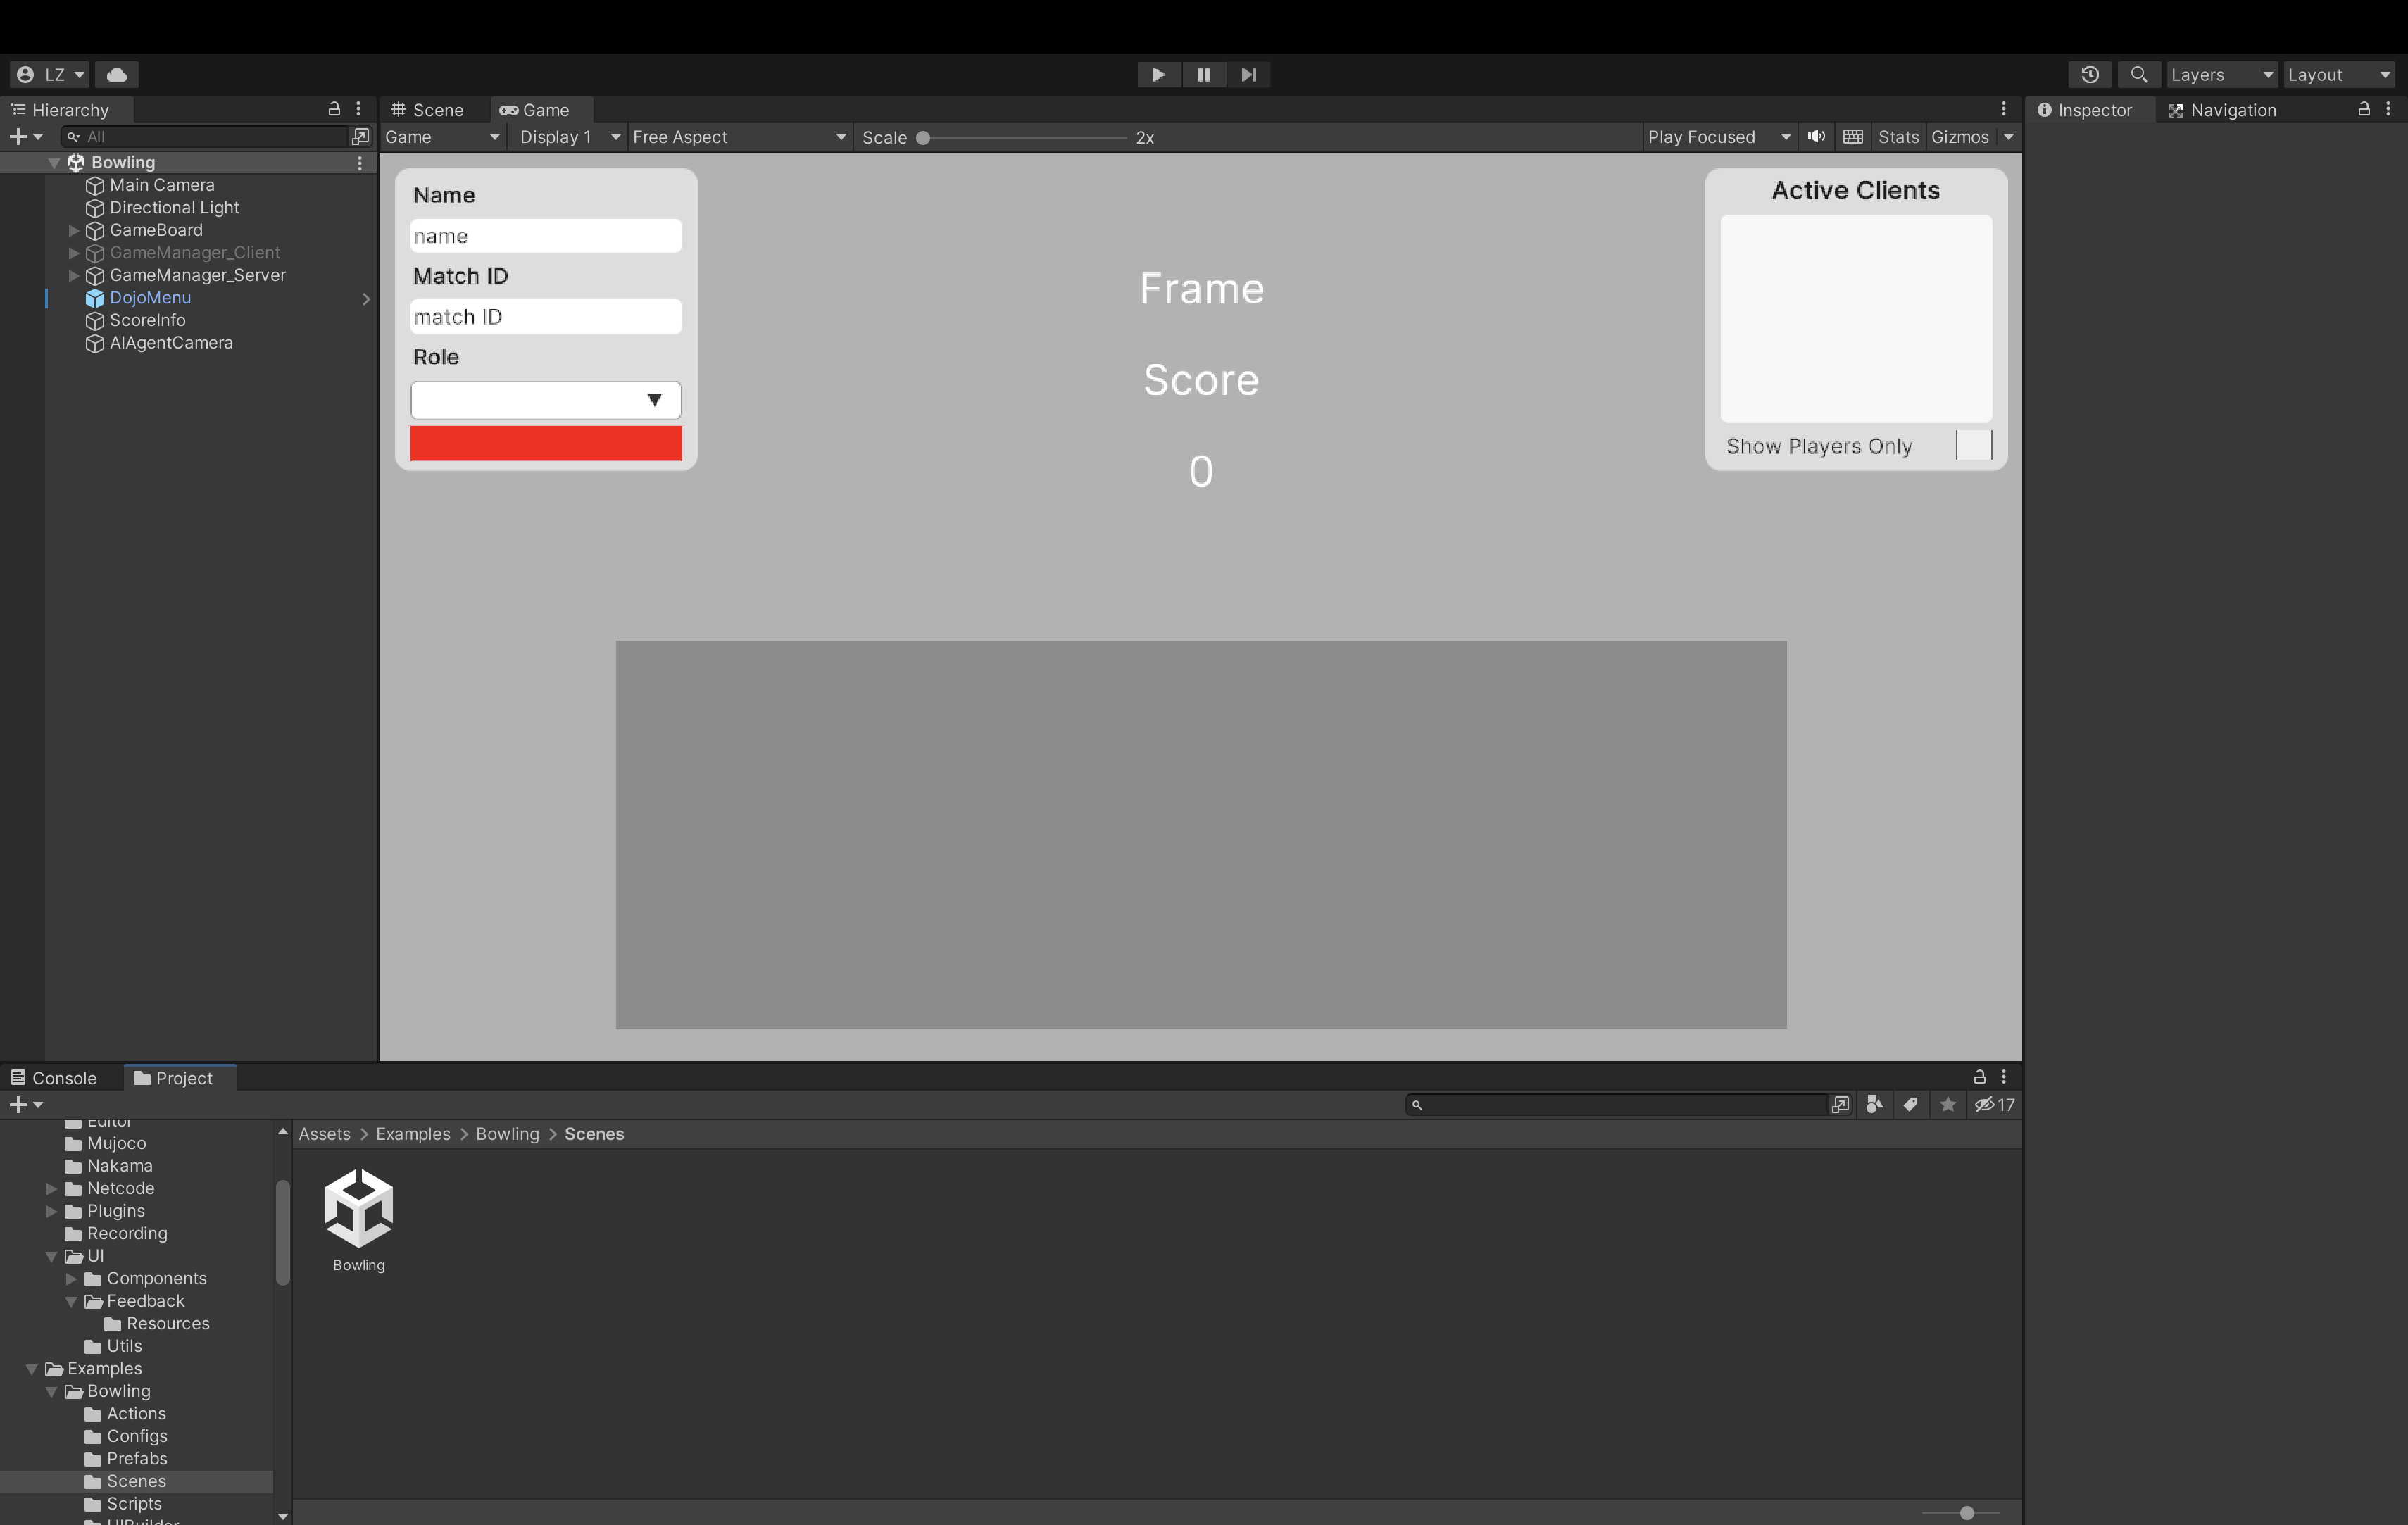 LZ
Layers
Layout
Hierarchy
Scene
Game
Inspector
Navigation
All
Game
Display 1
Free Aspect
Scale
2x
Play Focused
Stats
Gizmos
Bowling
Main Camera
Directional Light
GameBoard
GameManager_Client
GameManager_Server
DojoMenu
ScoreInfo
AIAgentCamera
Name
name
Match ID
match ID
Role
Frame
Score
0
Active Clients
Show Players Only
Console
Project
17
Editor
Mujoco
Nakama
Netcode
Plugins
Recording
UI
Components
Feedback
Resources
Utils
Examples
Bowling
Actions
Configs
Prefabs
Scenes
Scripts
UIBuilder
Assets > Examples > Bowling > Scenes
Bowling